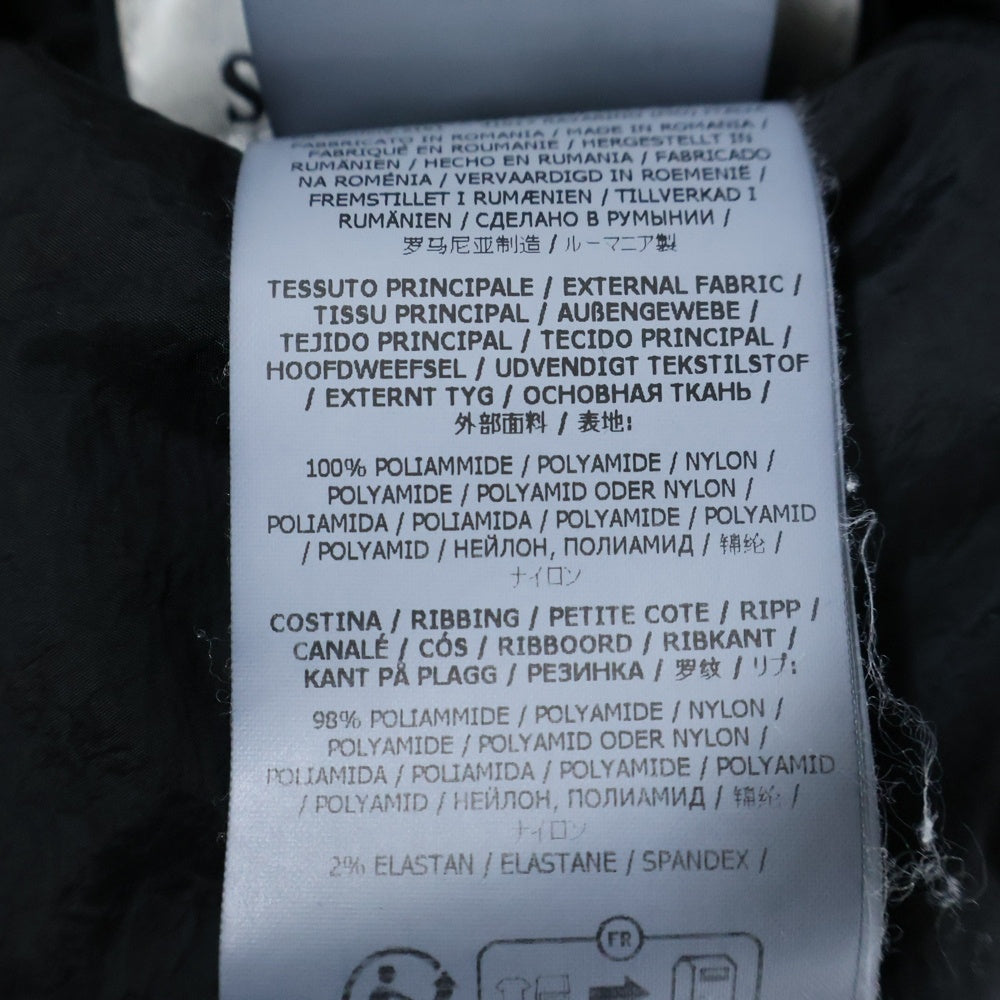 S
FABBRICATO IN ROMANIA / MADE IN ROMANIA /
FABRIQUÉ EN ROUMANIE / HERGESTELLT IN
RUMÄNIEN / HECHO EN RUMANIA / FABRICADO
NA ROMÉNIA / VERVAARDIGD IN ROEMENIË /
FREMSTILLET I RUMÆNIEN / TILLVERKAD I
RUMÄNIEN / СДЕЛАНО В РУМЫНИИ /
罗马尼亚制造 / ルーマニア製
TESSUTO PRINCIPALE / EXTERNAL FABRIC /
TISSU PRINCIPAL / AUßENGEWEBE /
TEJIDO PRINCIPAL / TECIDO PRINCIPAL /
HOOFDWEEFSEL / UDVENDIGT TEKSTILSTOF
/ EXTERNT TYG / ОСНОВНАЯ ТКАНЬ /
外部面料 / 表地:
100% POLIAMMIDE / POLYAMIDE / NYLON /
POLYAMIDE / POLYAMID ODER NYLON /
POLIAMIDA / POLIAMIDA / POLYAMIDE / POLYAMID
/ POLYAMID / НЕЙЛОН, ПОЛИАМИД / 锦纶 /
ナイロン
COSTINA / RIBBING / PETITE COTE / RIPP /
CANALÉ / CÓS / RIBBOORD / RIBKANT /
KANT PÅ PLAGG / РЕЗИНКА / 罗纹 / リブ:
98% POLIAMMIDE / POLYAMIDE / NYLON /
POLYAMIDE / POLYAMID ODER NYLON /
POLIAMIDA / POLIAMIDA / POLYAMIDE / POLYAMID
/ POLYAMID / НЕЙЛОН, ПОЛИАМИД / 锦纶 /
ナイロン
2% ELASTAN / ELASTANE / SPANDEX /
FR